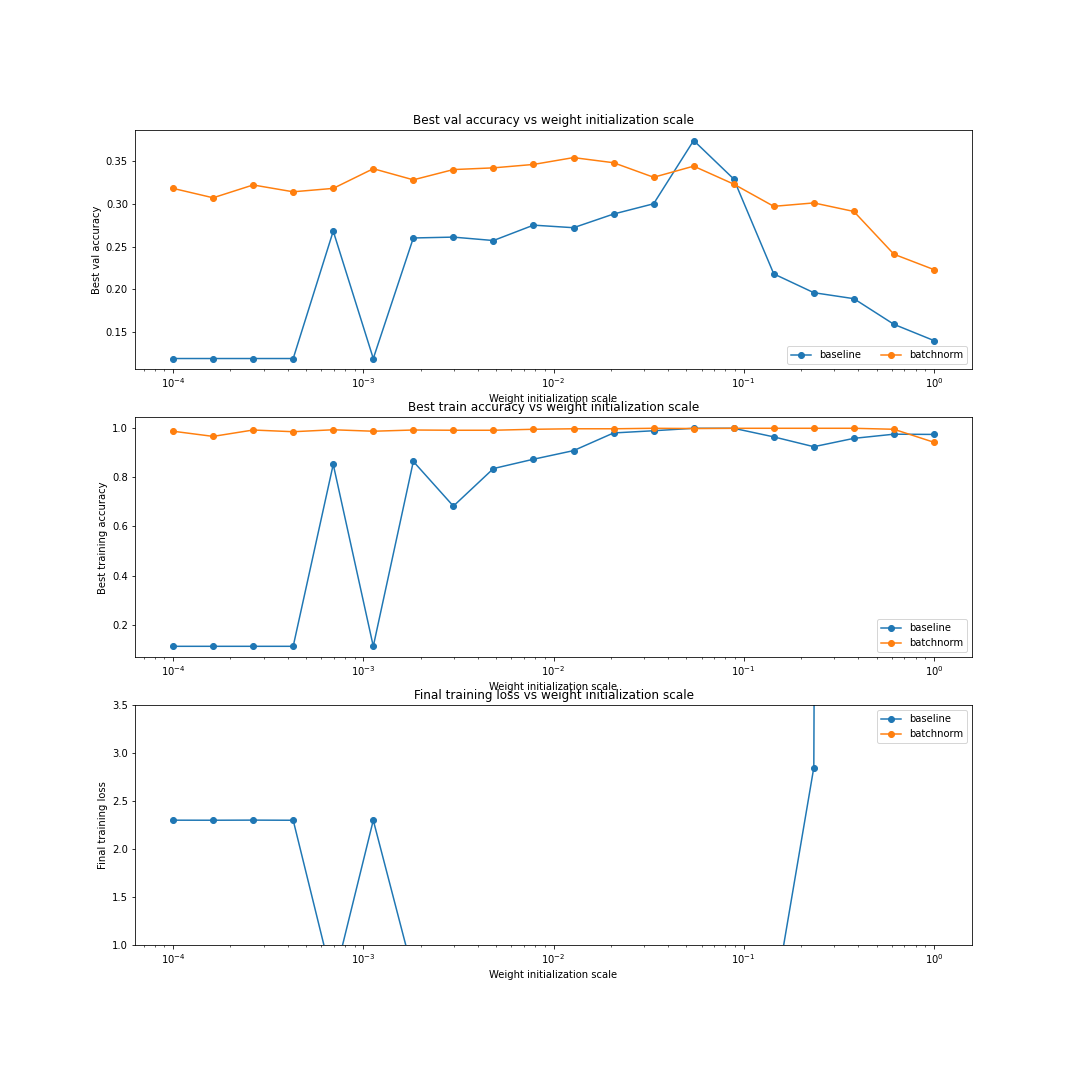 Best val accuracy vs weight initialization scale
Best val accuracy
0.35
0.30
0.25
0.20
0.15
baseline batchnorm
10⁻⁴ 10⁻³ 10⁻² 10⁻¹ 10⁰
Weight initialization scale
Best train accuracy vs weight initialization scale
Best training accuracy
1.0
0.8
0.6
0.4
0.2
baseline
batchnorm
10⁻⁴ 10⁻³ 10⁻² 10⁻¹ 10⁰
Weight initialization scale
Final training loss vs weight initialization scale
Final training loss
3.5
3.0
2.5
2.0
1.5
1.0
baseline
batchnorm
10⁻⁴ 10⁻³ 10⁻² 10⁻¹ 10⁰
Weight initialization scale